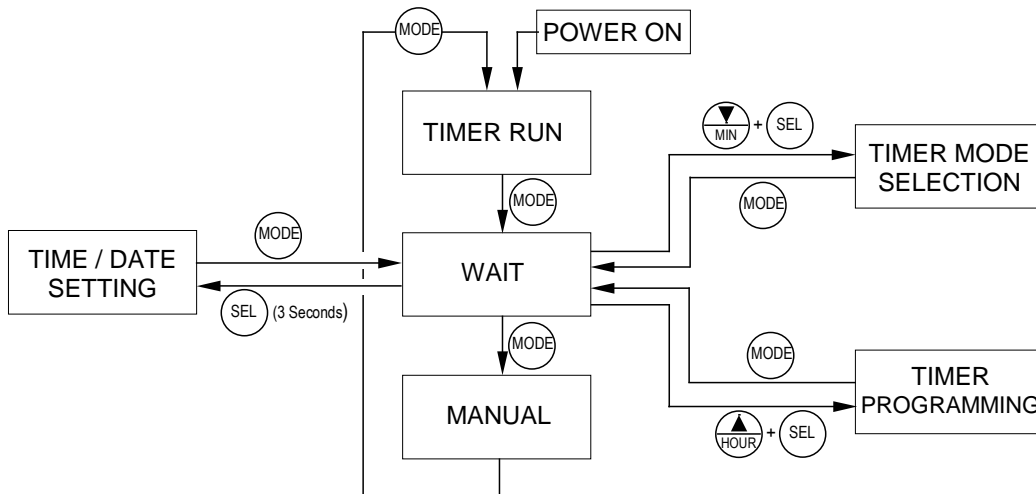 MODE
POWER ON
TIMER RUN
MIN
+
SEL
TIMER MODE
SELECTION
MODE
MODE
MODE
TIME / DATE
SETTING
WAIT
SEL (3 Seconds)
MODE
MODE
MANUAL
TIMER
PROGRAMMING
HOUR
+
SEL